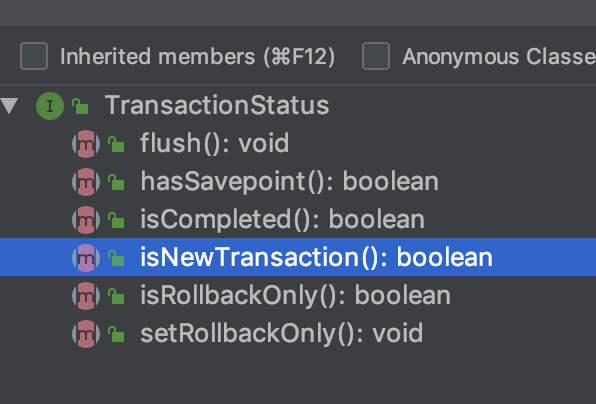 Inherited members (⌘F12) Anonymous Classe
I TransactionStatus
m flush(): void
m hasSavepoint(): boolean
m isCompleted(): boolean
m isNewTransaction(): boolean
m isRollbackOnly(): boolean
m setRollbackOnly(): void